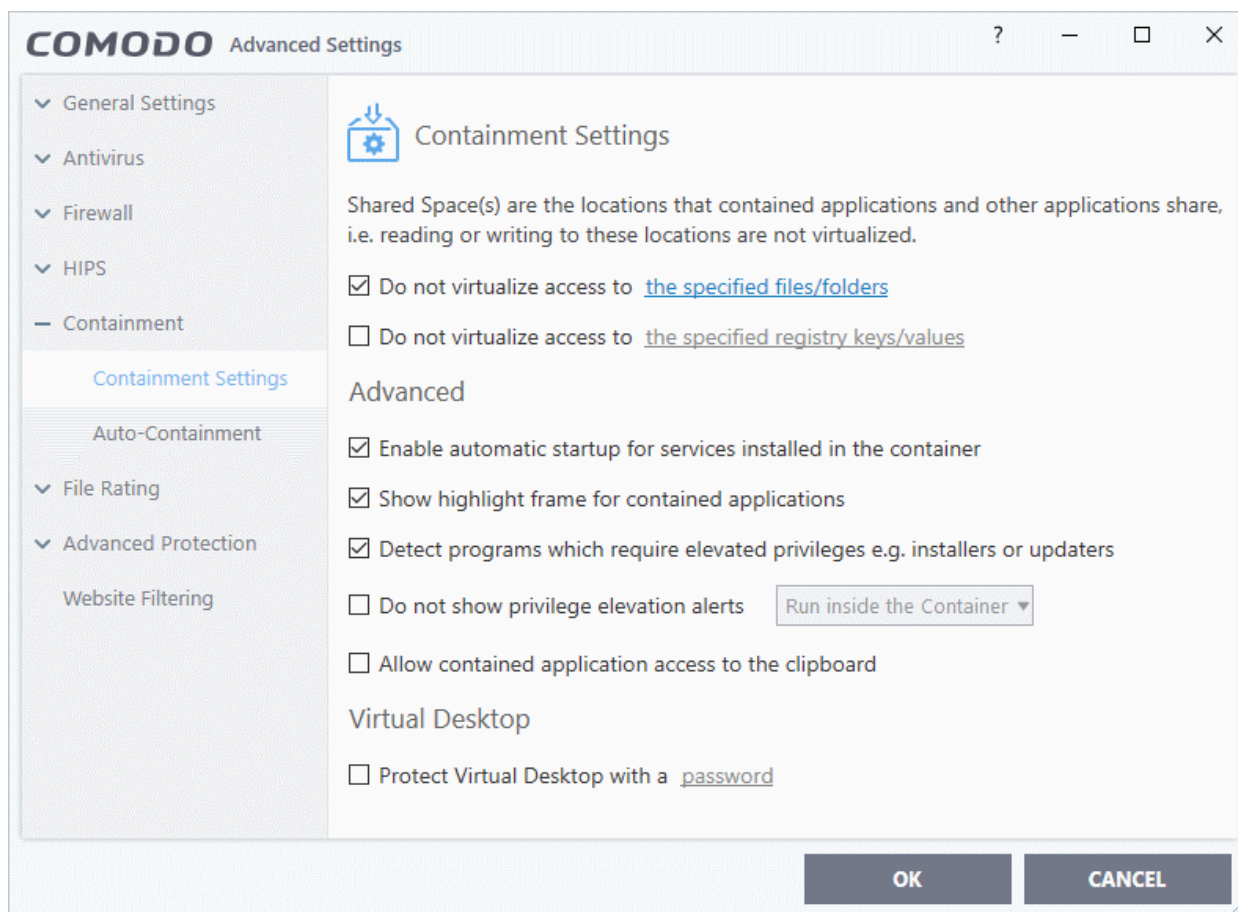 COMODO Advanced Settings
?
General Settings
Antivirus
Firewall
HIPS
Containment
Containment Settings
Auto-Containment
File Rating
Advanced Protection
Website Filtering
Containment Settings
Shared Space(s) are the locations that contained applications and other applications share,
i.e. reading or writing to these locations are not virtualized.
Do not virtualize access to the specified files/folders
Do not virtualize access to the specified registry keys/values
Advanced
Enable automatic startup for services installed in the container
Show highlight frame for contained applications
Detect programs which require elevated privileges e.g. installers or updaters
Do not show privilege elevation alerts Run inside the Container
Allow contained application access to the clipboard
Virtual Desktop
Protect Virtual Desktop with a password
OK CANCEL